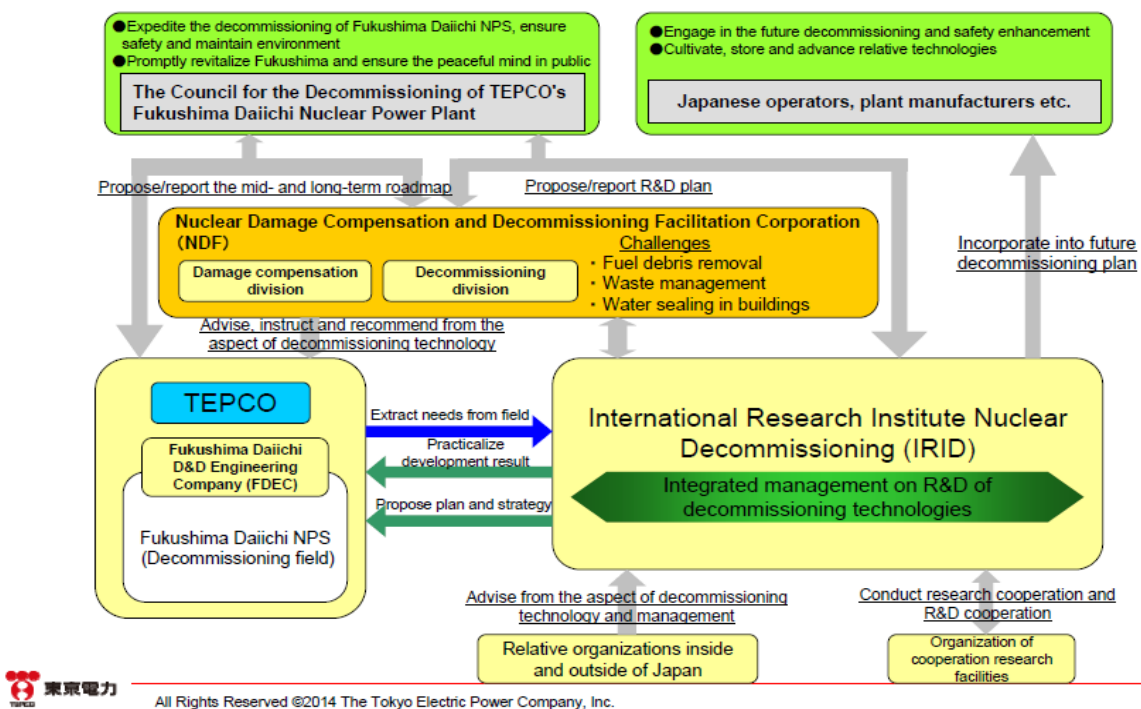 ●Expedite the decommissioning of Fukushima Daiichi NPS, ensure
safety and maintain environment
●Promptly revitalize Fukushima and ensure the peaceful mind in public
The Council for the Decommissioning of TEPCO's
Fukushima Daiichi Nuclear Power Plant
●Engage in the future decommissioning and safety enhancement
●Cultivate, store and advance relative technologies
Japanese operators, plant manufacturers etc.
Propose/report the mid- and long-term roadmap
Propose/report R&D plan
Nuclear Damage Compensation and Decommissioning Facilitation Corporation
(NDF)
Damage compensation
division
Decommissioning
division
Challenges
・Fuel debris removal
・Waste management
・Water sealing in buildings
Incorporate into future
decommissioning plan
Advise, instruct and recommend from the
aspect of decommissioning technology
TEPCO
Fukushima Daiichi
D&D Engineering
Company (FDEC)
Fukushima Daiichi NPS
(Decommissioning field)
Extract needs from field
Practicalize
development result
Propose plan and strategy
International Research Institute Nuclear
Decommissioning (IRID)
Integrated management on R&D of
decommissioning technologies
Advise from the aspect of decommissioning
technology and management
Relative organizations inside
and outside of Japan
Conduct research cooperation and
R&D cooperation
Organization of
cooperation research
facilities
TEPCO
東京電力
All Rights Reserved ©2014 The Tokyo Electric Power Company, Inc.